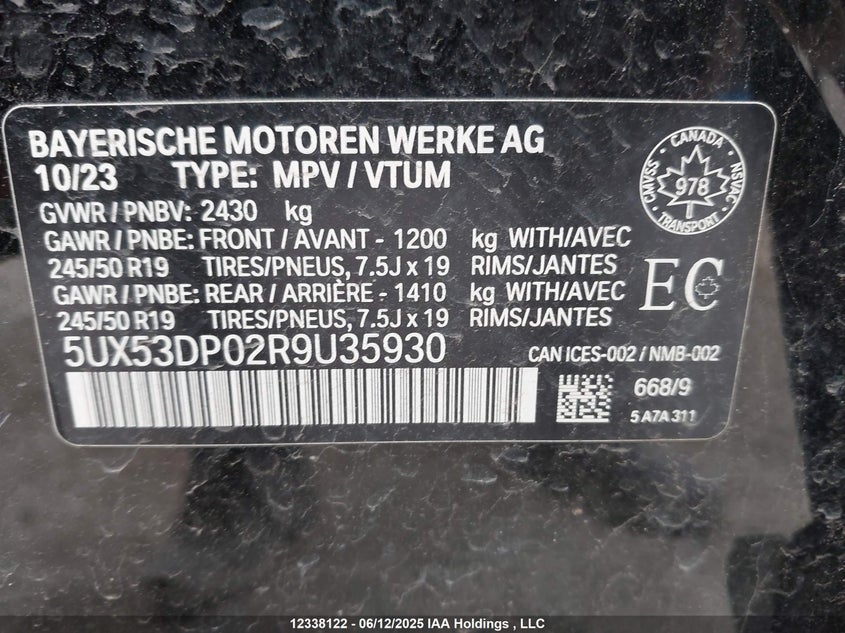 BAYERISCHE MOTOREN WERKE AG
10/23 TYPE: MPV / VTUM
GVWR / PNBV: 2430 kg
GAWR / PNBE: FRONT / AVANT - 1200 kg WITH/AVEC
245/50 R19 TIRES/PNEUS, 7.5J x 19 RIMS/JANTES
GAWR / PNBE: REAR / ARRIÈRE - 1410 kg WITH/AVEC
245/50 R19 TIRES/PNEUS, 7.5J x 19 RIMS/JANTES
5UX53DP02R9U35930
CANADA
CMVSS
978
NSVAC
TRANSPORT
EC
CAN ICES-002 / NMB-002
668/9
5 A7A 311
12338122 - 06/12/2025 IAA Holdings , LLC